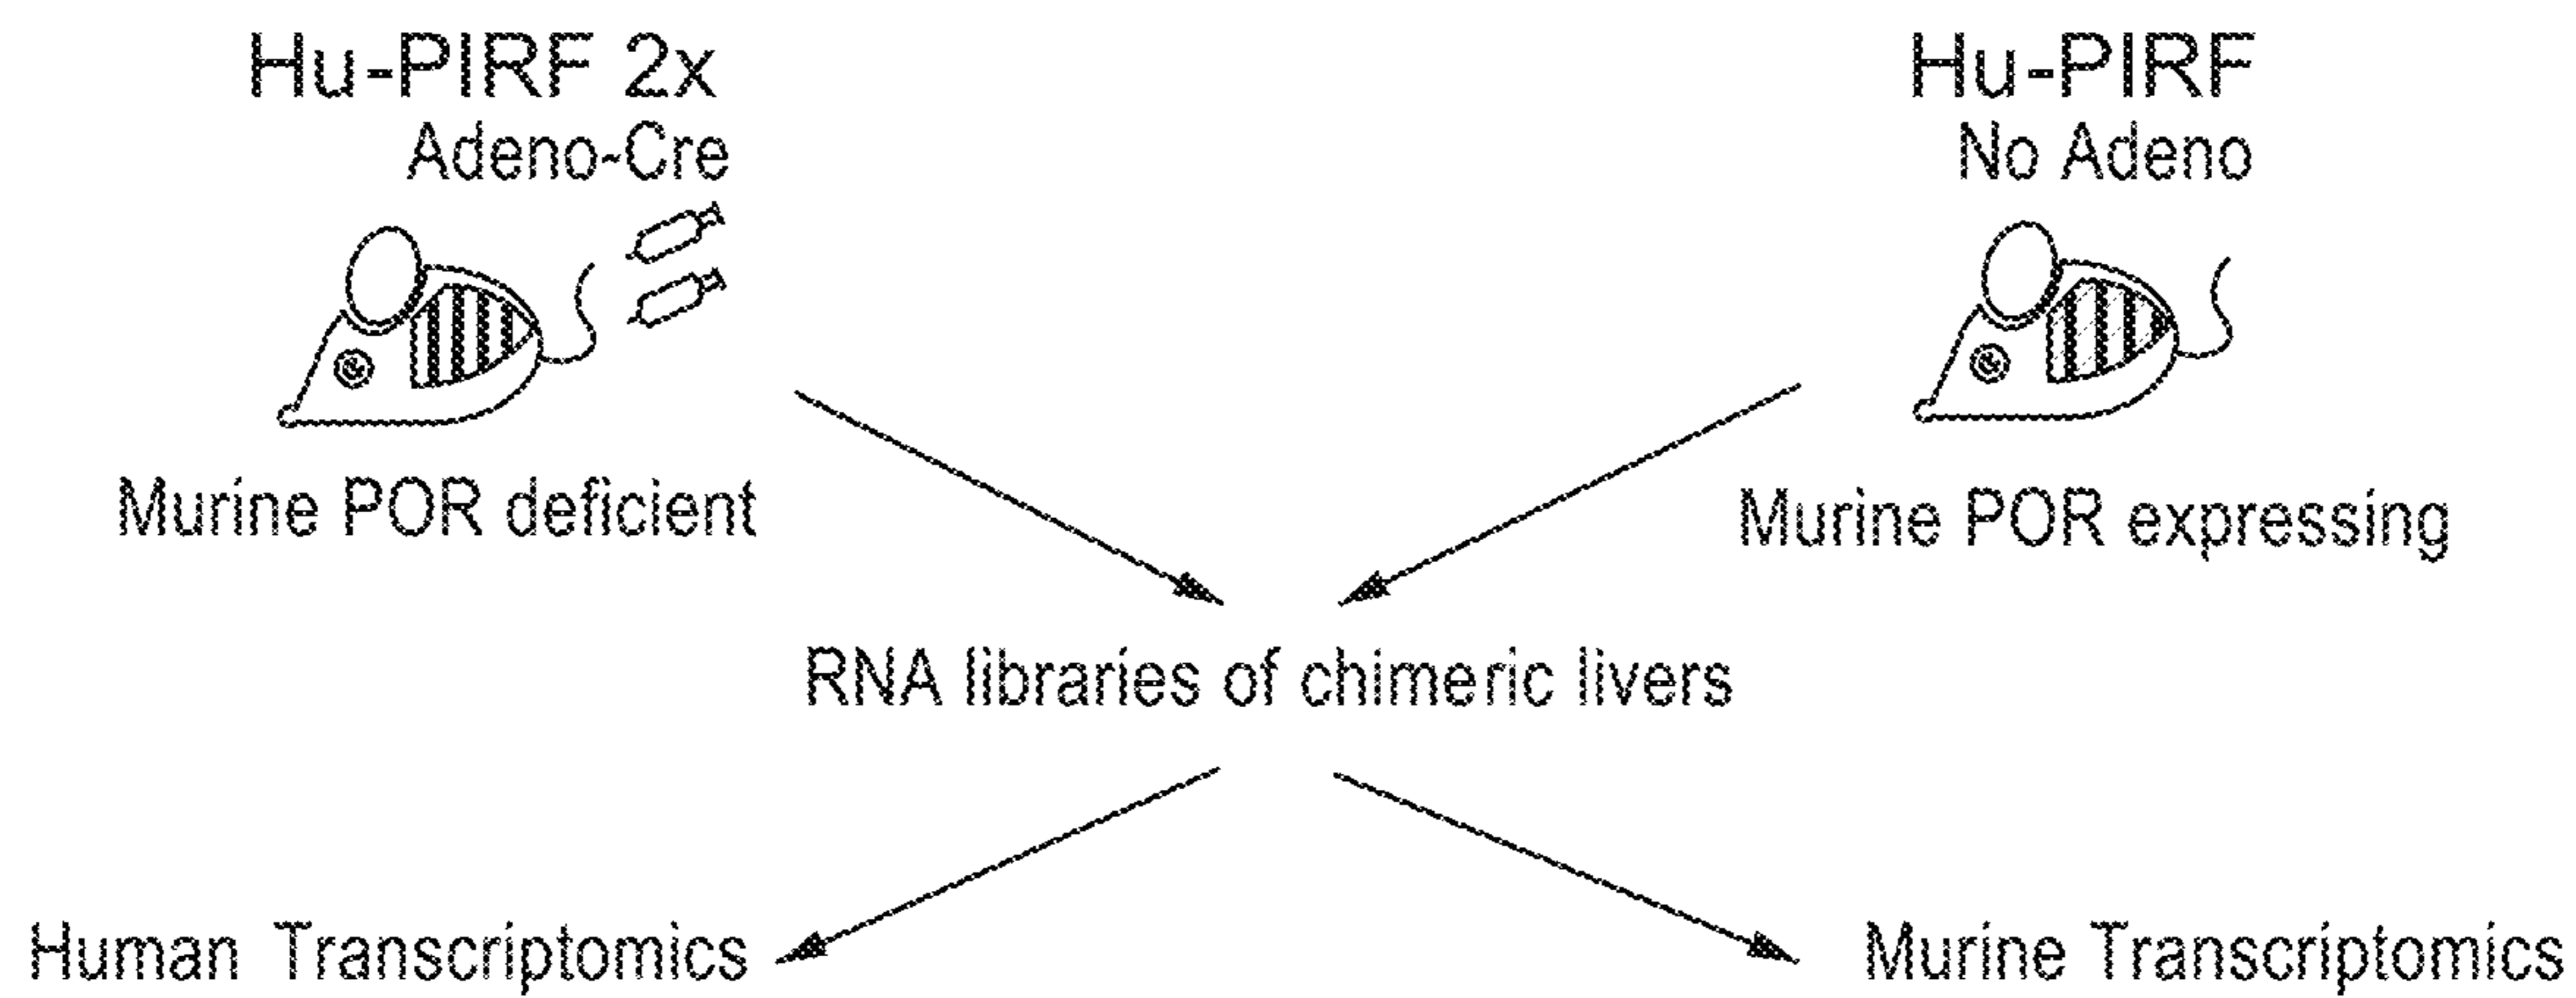 Hu-PIRF 2x
Adeno-Cre
Murine POR deficient
Hu-PIRF
No Adeno
Murine POR expressing
RNA libraries of chimeric livers
Human Transcriptomics
Murine Transcriptomics